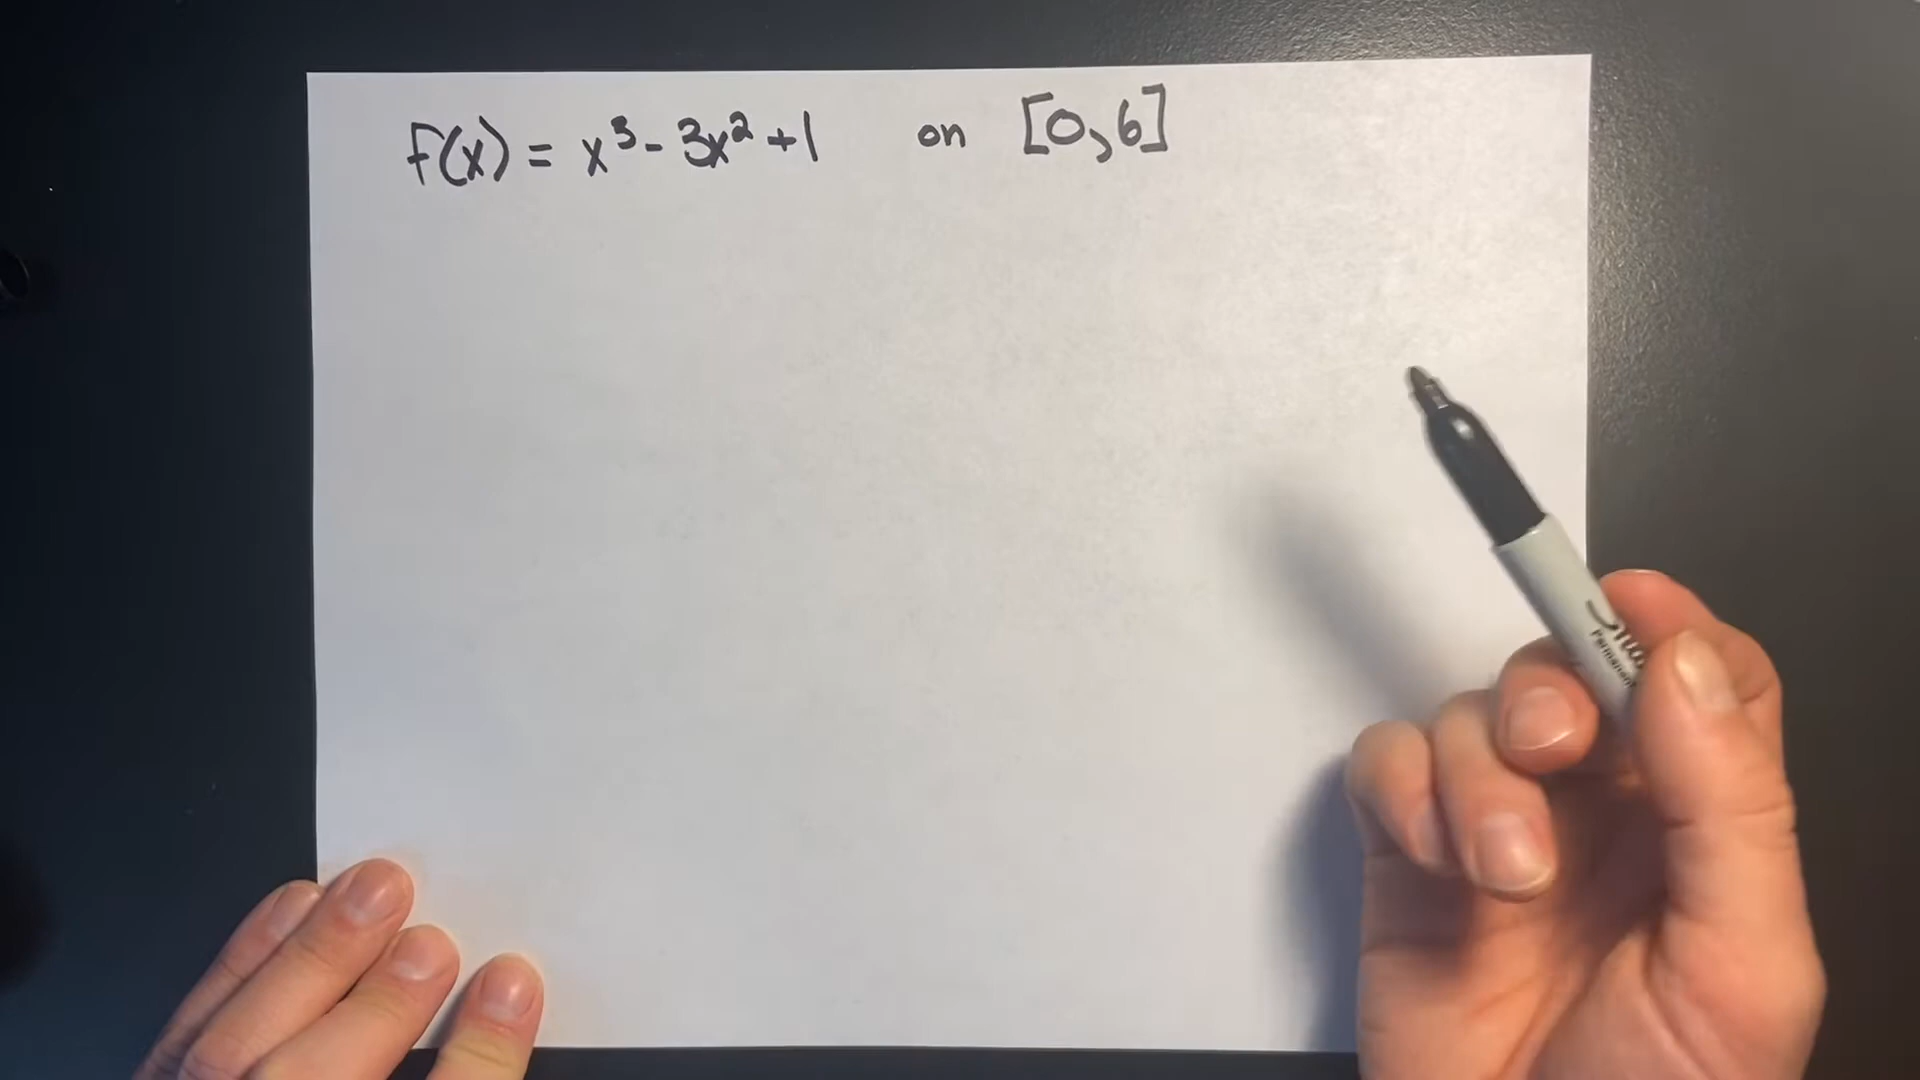 f(x) = x³ - 3x² + 1 on [0,6]